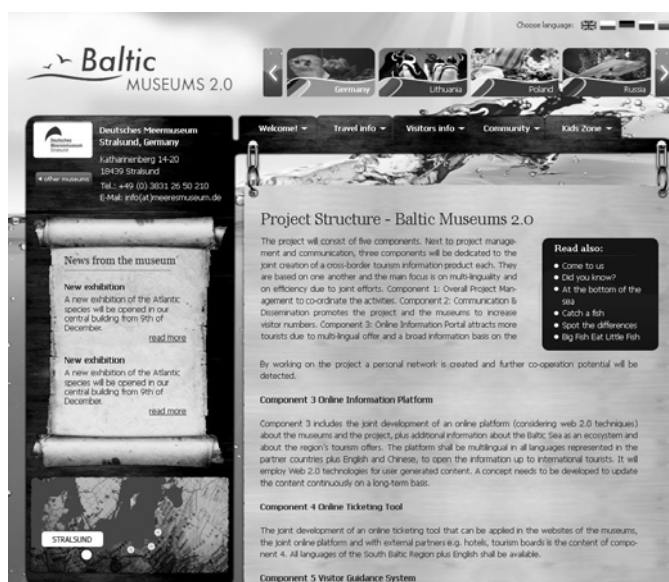 Choose language:
Baltic
MUSEUMS 2.0
Germany
Lithuania
Poland
Russia
Deutsches
Meeresmuseum
Stralsund
Deutsches Meermuseum
Stralsund, Germany
Katharinenberg 14-20
18439 Stralsund
Tel.: +49 (0) 3831 26 50 210
E-Mail: info(at)meeresmuseum.de
other museums
Welcome!
Travel info
Visitors info
Community
Kids Zone
News from the museum
New exhibition
A new exhibition of the Atlantic
species will be opened in our
central building from 9th of
December.
read more
New exhibition
A new exhibition of the Atlantic
species will be opened in our
central building from 9th of
December.
read more
STRALSUND
Project Structure - Baltic Museums 2.0
The project will consist of five components. Next to project manage-
ment and communication, three components will be dedicated to the
joint creation of a cross-border tourism information product each. They
are based on one another and the main focus is on multi-linguality and
on efficiency due to joint efforts. Component 1: Overall Project Man-
agement to co-ordinate the activities. Component 2: Communication &
Dissemination promotes the project and the museums to increase
visitor numbers. Component 3: Online Information Portal attracts more
tourists due to multi-lingual offer and a broad information basis on the
Read also:
Come to us
Did you know?
At the bottom of the
sea
Catch a fish
Spot the differences
Big Fish Eat Little Fish
By working on the project a personal network is created and further co-operation potential will be
detected.
Component 3 Online Information Platform
Component 3 includes the joint development of an online platform (considering web 2.0 techniques)
about the museums and the project, plus additional information about the Baltic Sea as an ecosystem and
about the region's tourism offers. The platform shall be multilingual in all languages represented in the
partner countries plus English and Chinese, to open the information up to international tourists. It will
employ Web 2.0 technologies for user generated content. A concept needs to be developed to update
the content continuously on a long-term basis.
Component 4 Online Ticketing Tool
The joint development of an online ticketing tool that can be applied in the websites of the museums,
the joint online platform and with external partners e.g. hotels, tourism boards is the content of compo-
nent 4. All languages of the South Baltic Region plus English shall be available.
Component 5 Visitor Guidance System